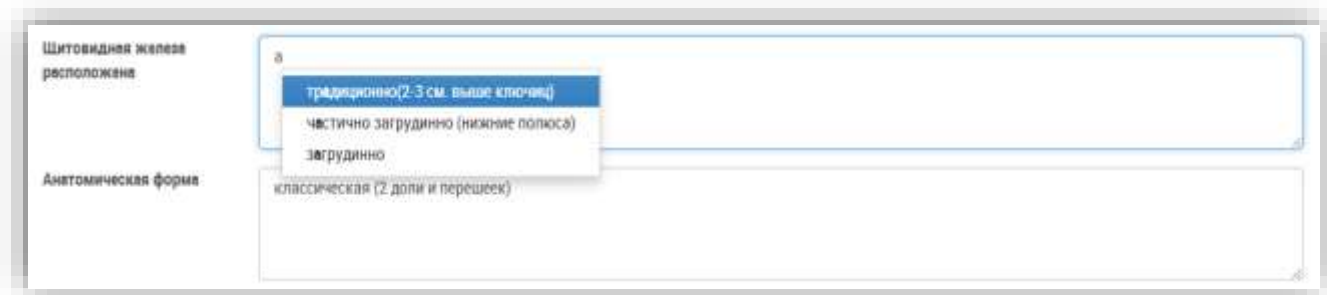 Щитовидная железа
расположена
а
традиционно(2-3 см. выше ключиц)
частично загрудинно (нижние полюса)
загрудинно
Анатомическая форма
классическая (2 доли и перешеек)